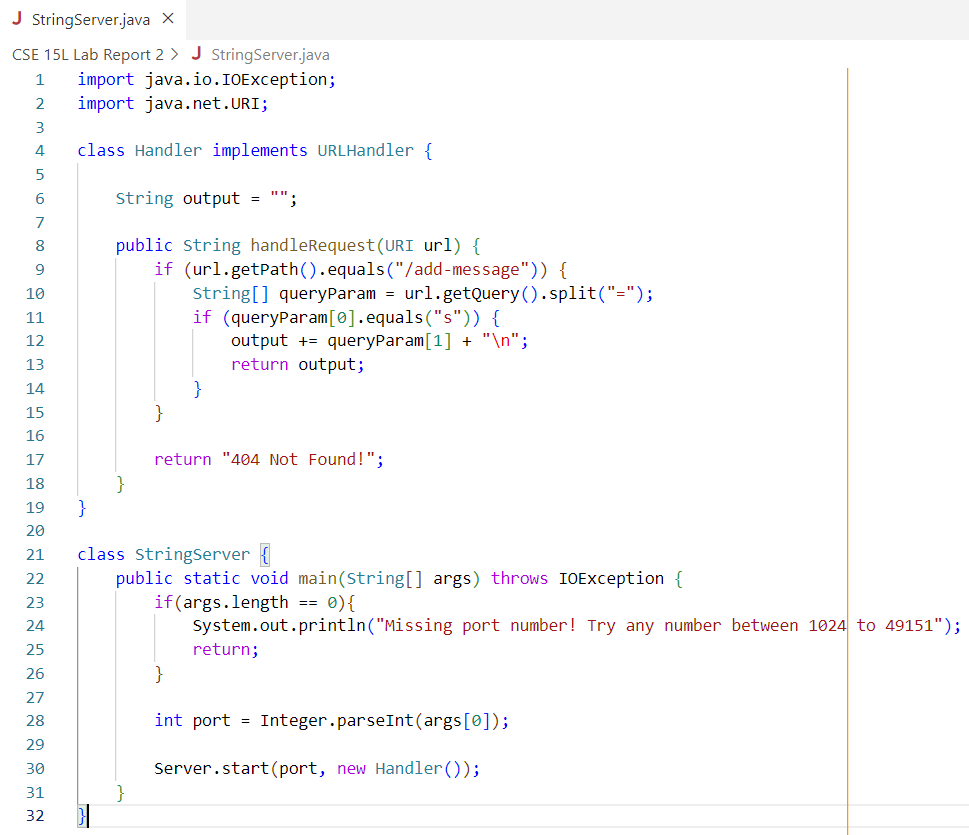 J StringServer.java ×
CSE 15L Lab Report 2 > J StringServer.java
1 import java.io.IOException;
2 import java.net.URI;
3
4 class Handler implements URLHandler {
5
6     String output = "";
7
8     public String handleRequest(URI url) {
9         if (url.getPath().equals("/add-message")) {
10             String[] queryParam = url.getQuery().split("=");
11             if (queryParam[0].equals("s")) {
12                 output += queryParam[1] + "\n";
13                 return output;
14             }
15         }
16
17         return "404 Not Found!";
18     }
19 }
20
21 class StringServer {
22     public static void main(String[] args) throws IOException {
23         if(args.length == 0){
24             System.out.println("Missing port number! Try any number between 1024 to 49151");
25             return;
26         }
27
28         int port = Integer.parseInt(args[0]);
29
30         Server.start(port, new Handler());
31     }
32 }